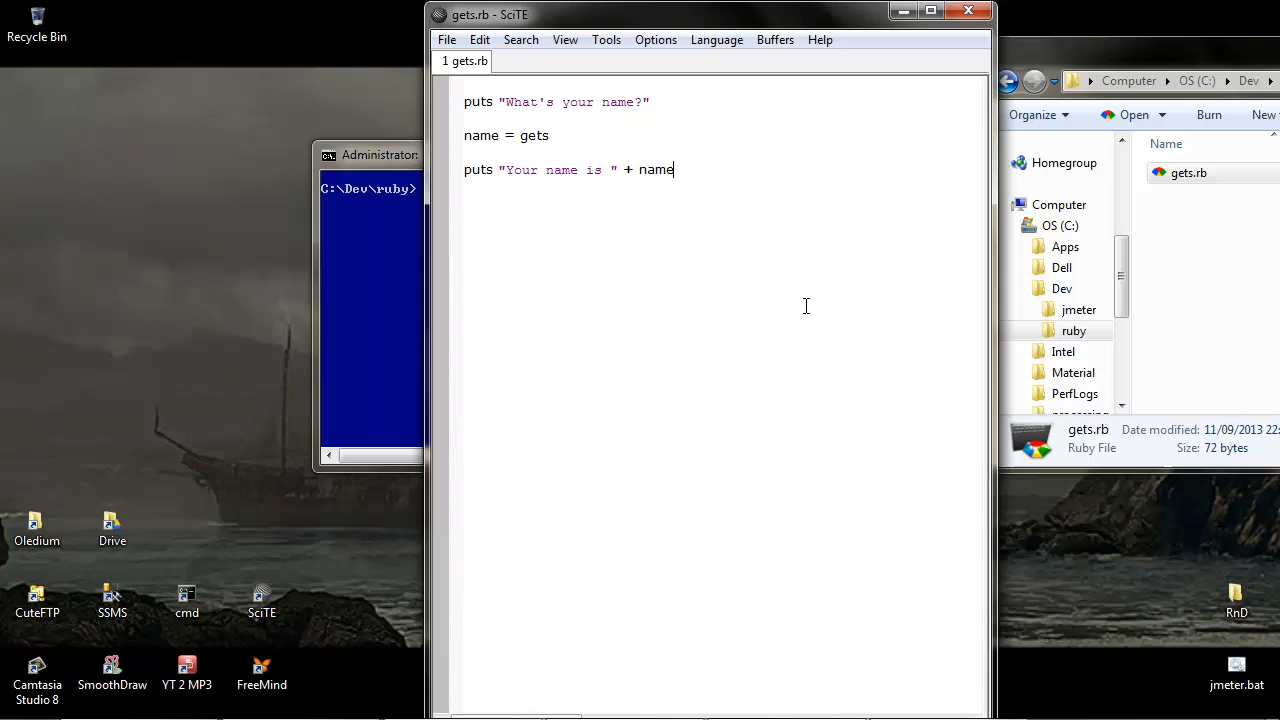 Recycle Bin
gets.rb - SciTE
File Edit Search View Tools Options Language Buffers Help
1 gets.rb
puts "What's your name?"
name = gets
puts "Your name is " + name
Administrator:
C:\Dev\ruby>
Computer OS (C:) Dev
Organize Open Burn New
Name
gets.rb
Homegroup
Computer
OS (C:)
Apps
Dell
Dev
jmeter
ruby
Intel
Material
PerfLogs
gets.rb Date modified: 11/09/2013 22:
Ruby File Size: 72 bytes
Oledium
Drive
CuteFTP
SSMS
cmd
SciTE
Camtasia
Studio 8
SmoothDraw
YT 2 MP3
FreeMind
RnD
jmeter.bat